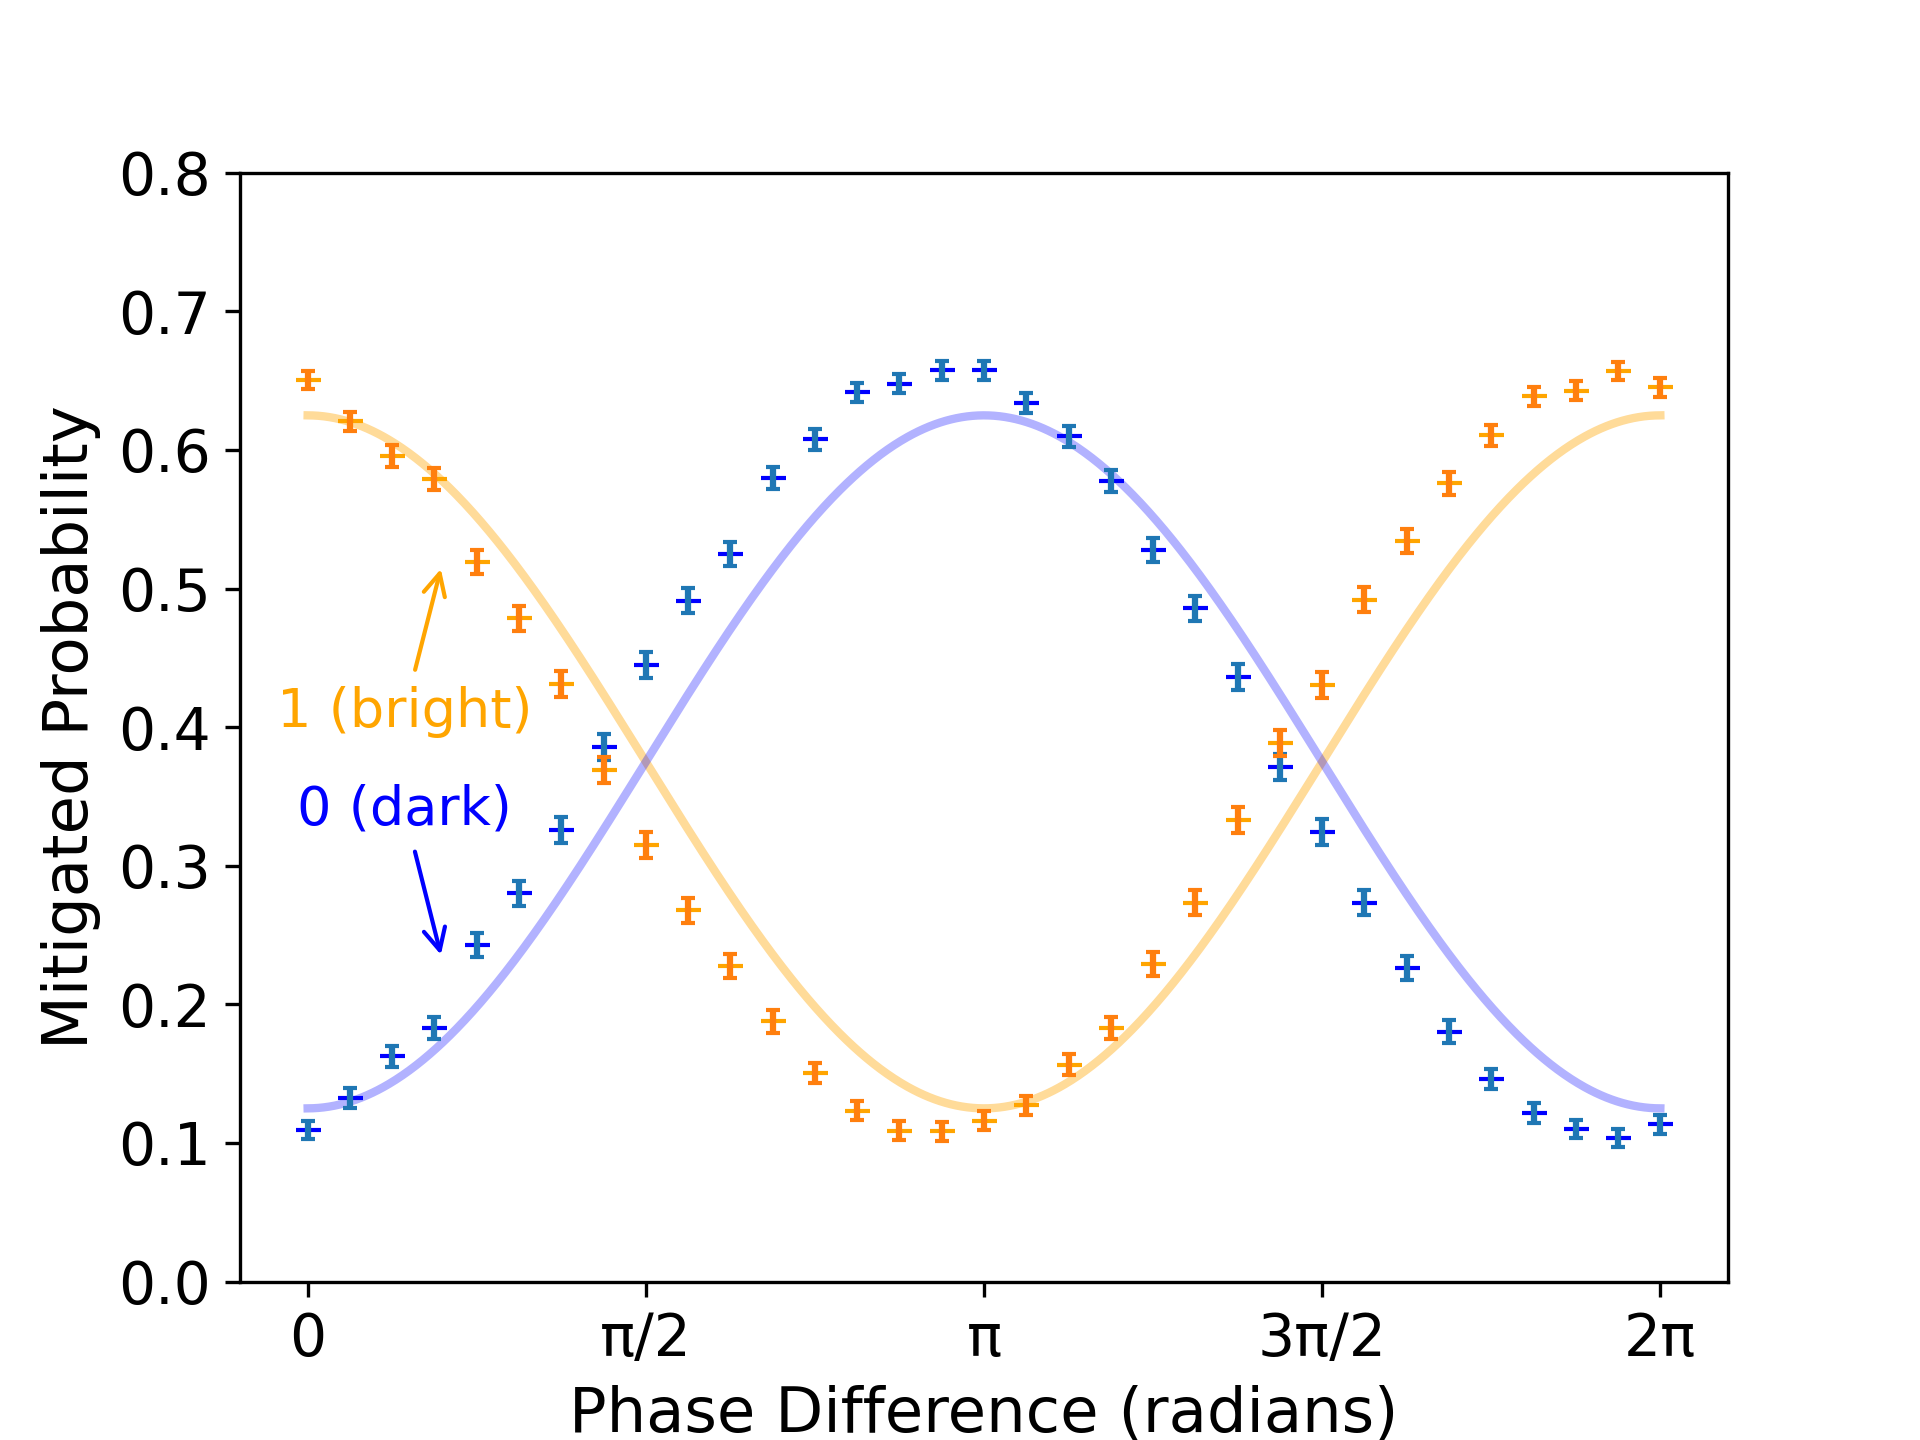 0.8
0.7
0.6
0.5
0.4
0.3
0.2
0.1
0.0
Mitigated Probability
1 (bright)
0 (dark)
0 π/2 π 3π/2 2π
Phase Difference (radians)